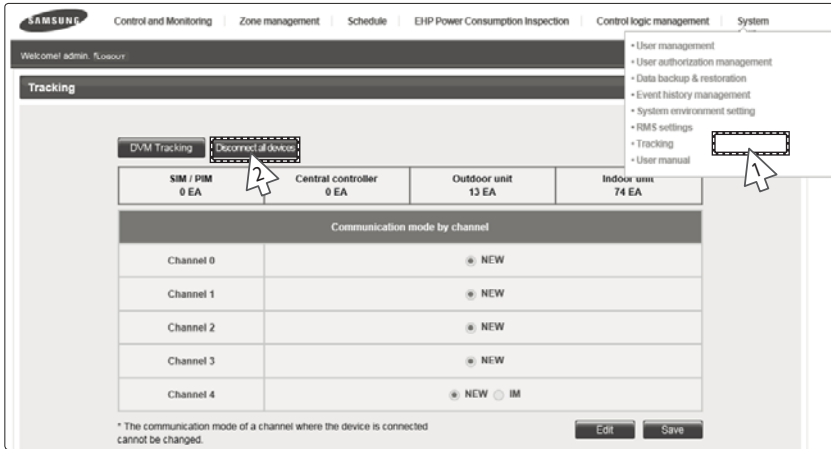 SAMSUNG
Control and Monitoring Zone management Schedule EHP Power Consumption Inspection Control logic management System
Welcome! admin. Logout
Tracking
• User management
• User authorization management
• Data backup & restoration
• Event history management
• System environment setting
• RMS settings
• Tracking
• User manual
1
DVM Tracking Disconnect all devices
2
SIM / PIM Central controller Outdoor unit Indoor unit
0 EA 0 EA 13 EA 74 EA
Communication mode by channel
Channel 0 NEW
Channel 1 NEW
Channel 2 NEW
Channel 3 NEW
Channel 4 NEW IM
* The communication mode of a channel where the device is connected
cannot be changed.
Edit Save